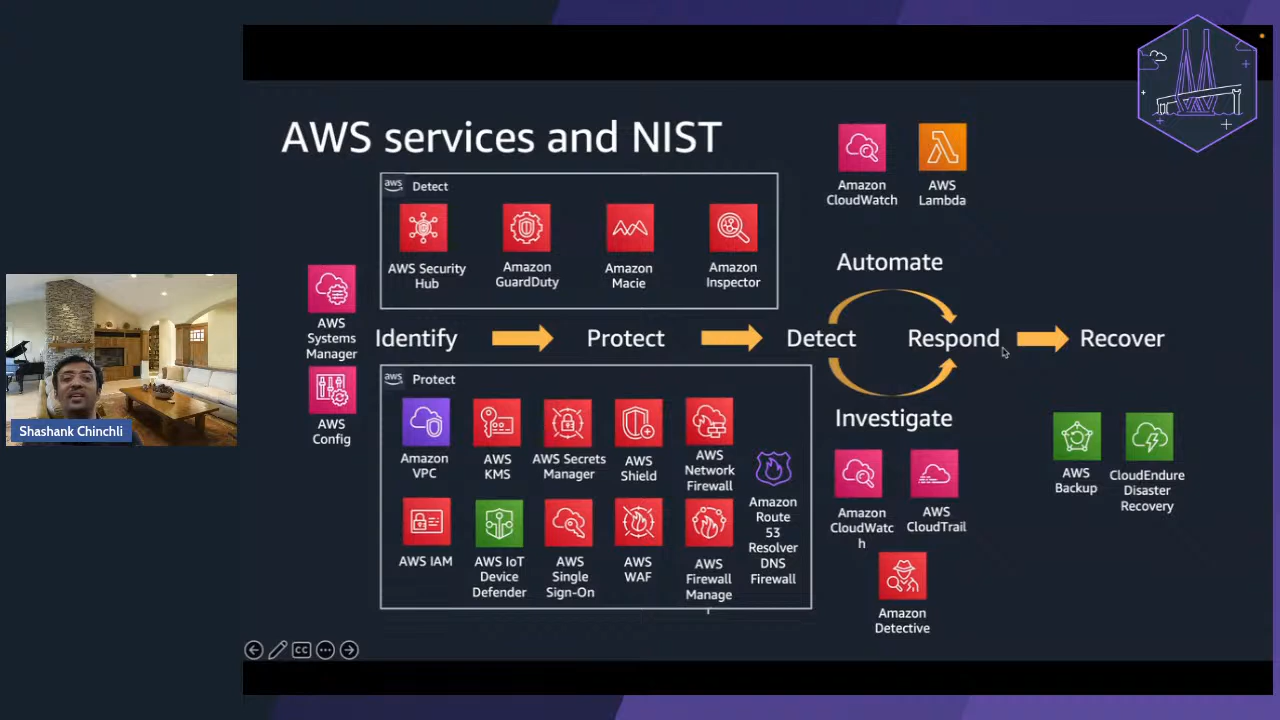 AWS services and NIST
Amazon
CloudWatch
AWS
Lambda
aws
Detect
AWS Security
Hub
Amazon
GuardDuty
Amazon
Macie
Amazon
Inspector
Automate
AWS
Systems
Manager
Identify
Protect
Detect
Respond
Recover
AWS
Config
aws
Protect
Amazon
VPC
AWS
KMS
AWS Secrets
Manager
AWS
Shield
AWS
Network
Firewall
Amazon
Route
53
Resolver
DNS
Firewall
AWS IAM
AWS IoT
Device
Defender
AWS
Single
Sign-On
AWS
WAF
AWS
Firewall
Manage
r
Investigate
Amazon
CloudWatc
h
AWS
CloudTrail
Amazon
Detective
AWS
Backup
CloudEndure
Disaster
Recovery
Shashank Chinchli
CC